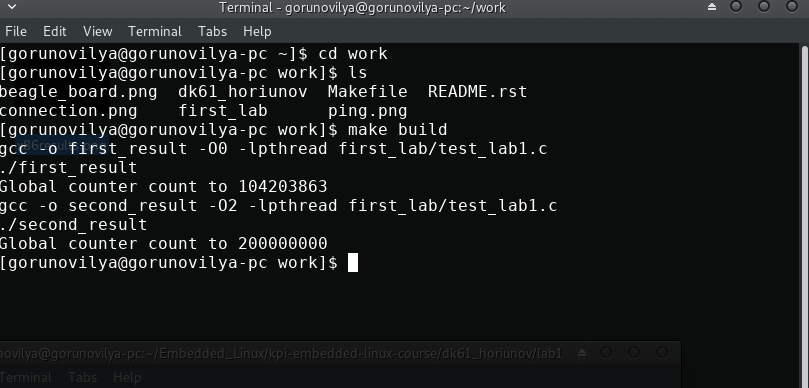 Terminal - gorunovilya@gorunovilya-pc:~/work
File Edit View Terminal Tabs Help
[gorunovilya@gorunovilya-pc ~]$ cd work
[gorunovilya@gorunovilya-pc work]$ ls
beagle_board.png dk61_horiunov Makefile README.rst
connection.png first_lab ping.png
[gorunovilya@gorunovilya-pc work]$ make build
gcc -o first_result -O0 -lpthread first_lab/test_lab1.c
./first_result
Global counter count to 104203863
gcc -o second_result -O2 -lpthread first_lab/test_lab1.c
./second_result
Global counter count to 200000000
[gorunovilya@gorunovilya-pc work]$
novilya@gorunovilya-pc:~/Embedded_Linux/kpi-embedded-linux-course/dk61_horiunov/lab1
Terminal Tabs Help